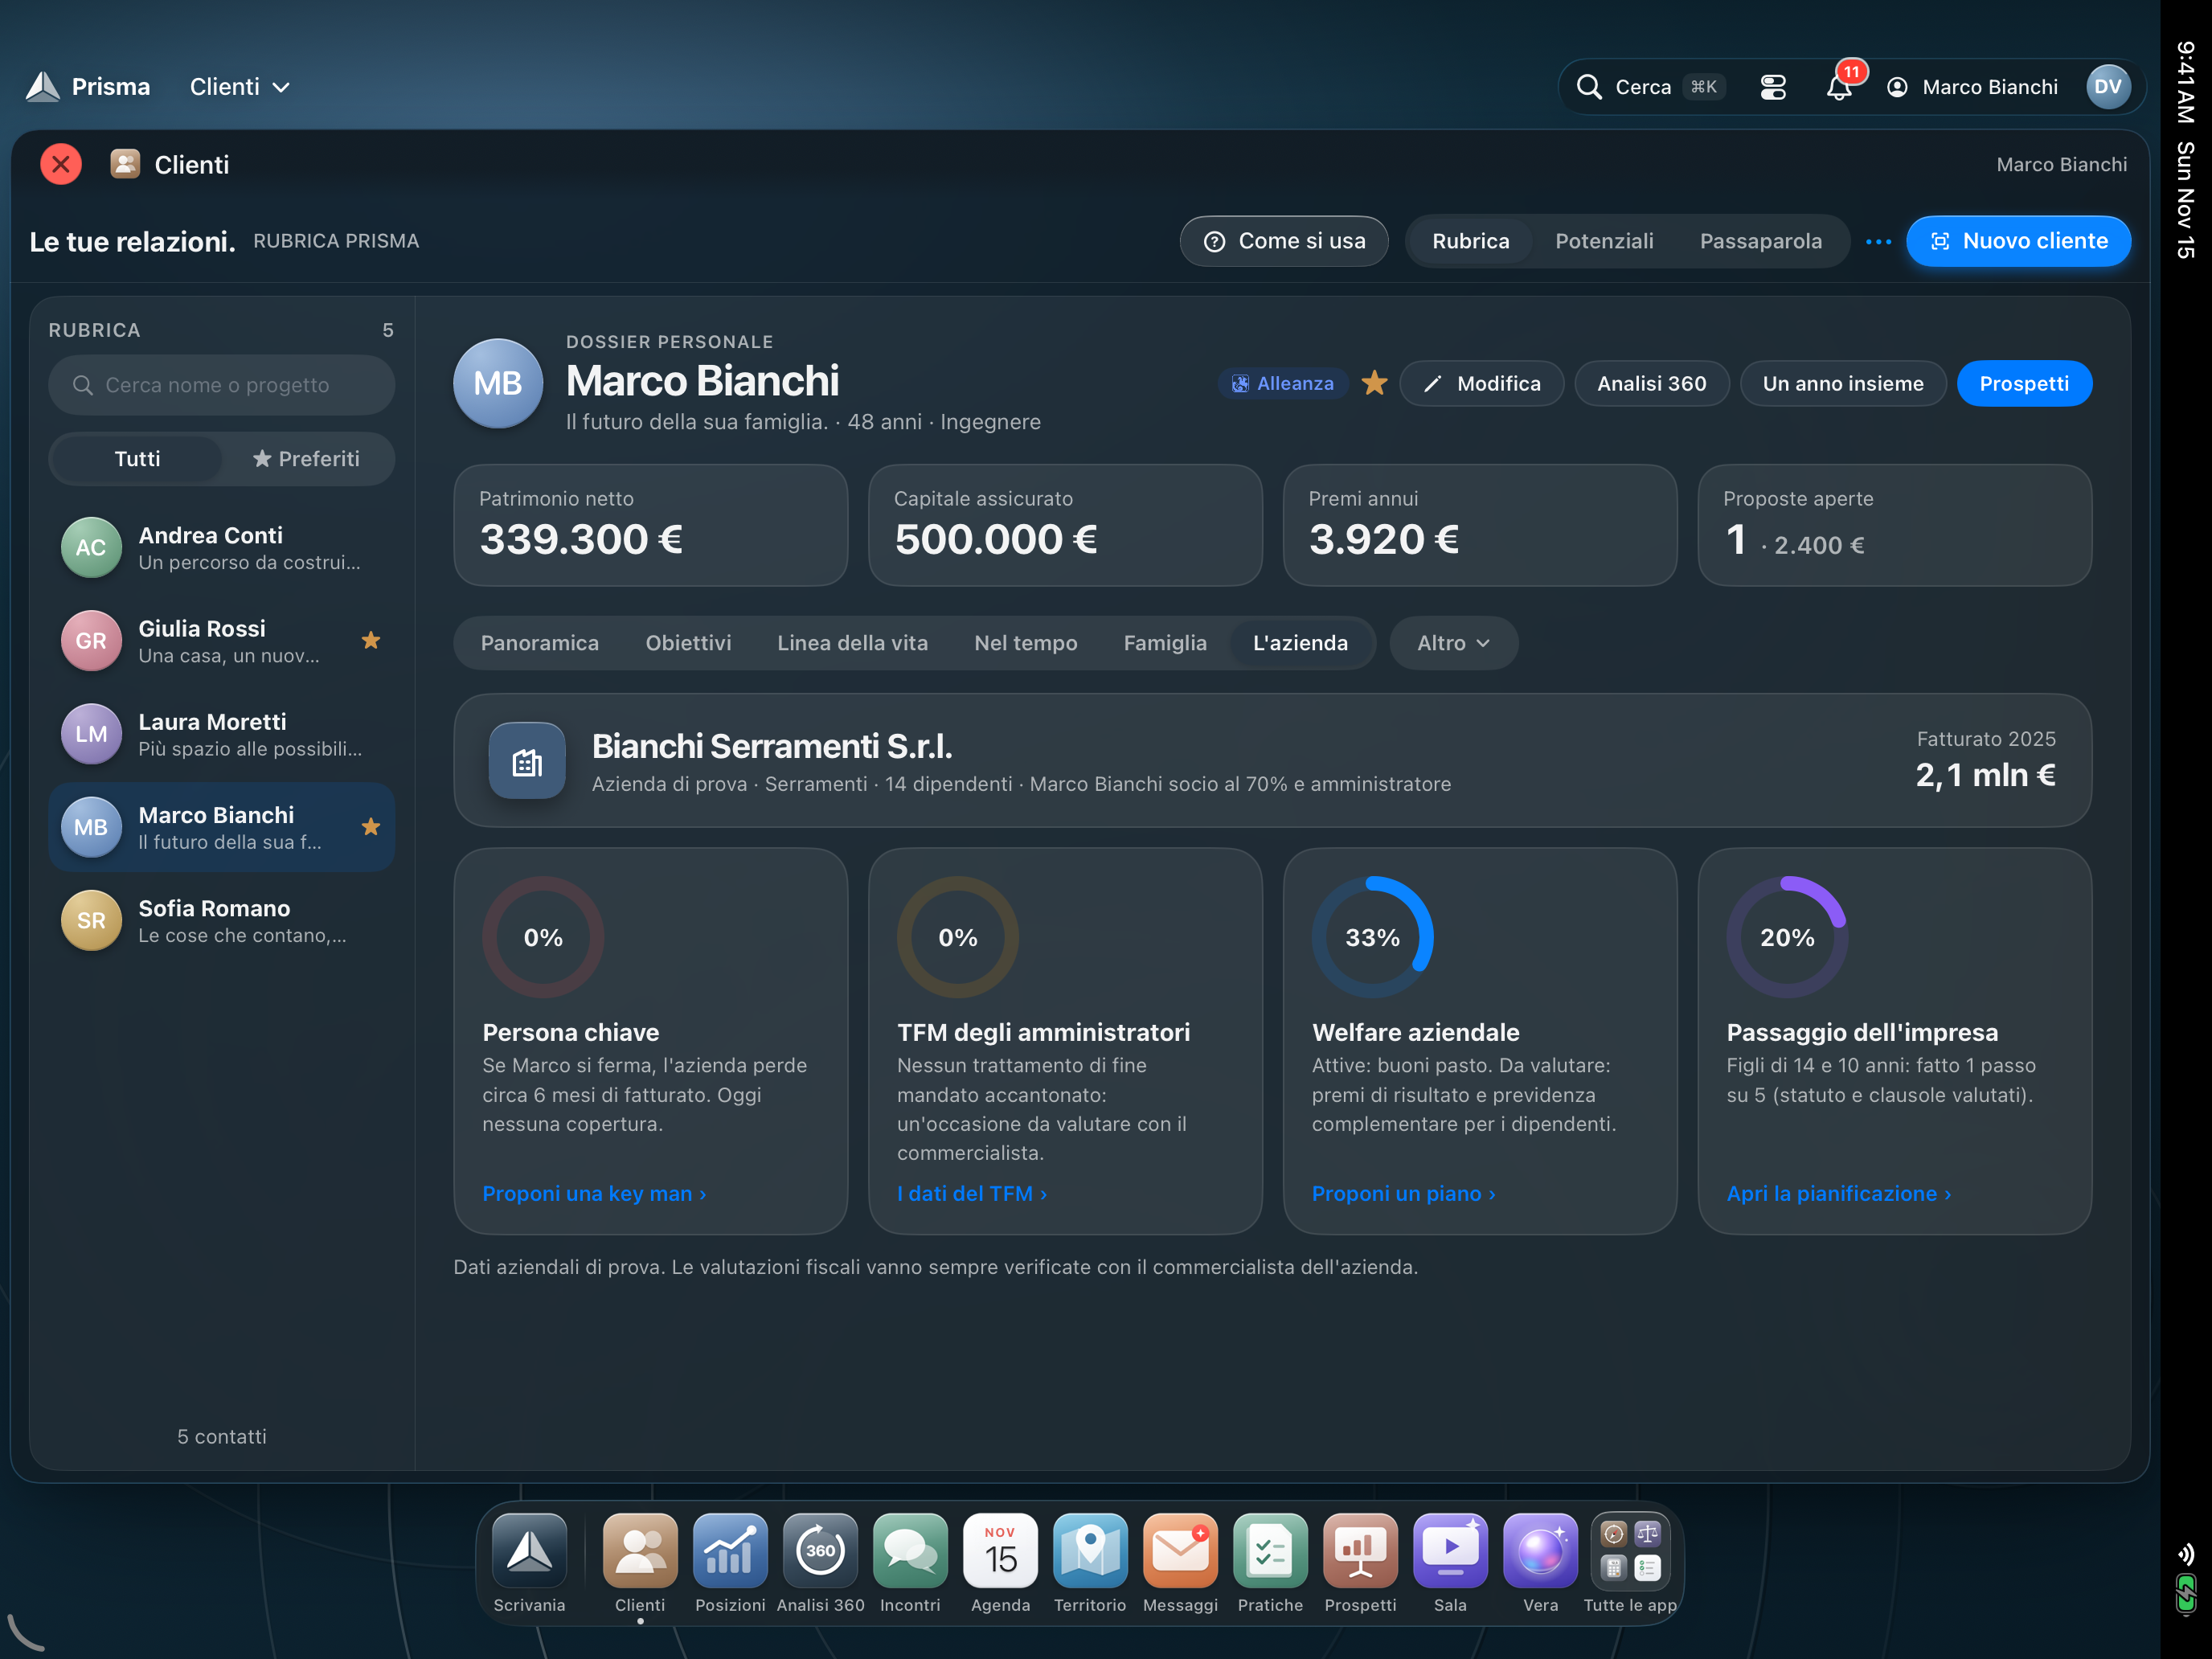 9:41 AM Sun Nov 15
Prisma
Clienti
Cerca ⌘K
11
Marco Bianchi
DV
Clienti
Marco Bianchi
Le tue relazioni. RUBRICA PRISMA
Come si usa
Rubrica
Potenziali
Passaparola
Nuovo cliente
RUBRICA 5
Cerca nome o progetto
Tutti
Preferiti
AC
Andrea Conti
Un percorso da costrui...
GR
Giulia Rossi
Una casa, un nuov...
LM
Laura Moretti
Più spazio alle possibili...
MB
Marco Bianchi
Il futuro della sua f...
SR
Sofia Romano
Le cose che contano,...
5 contatti
MB
DOSSIER PERSONALE
Marco Bianchi
Il futuro della sua famiglia. · 48 anni · Ingegnere
Alleanza
Modifica
Analisi 360
Un anno insieme
Prospetti
Patrimonio netto
339.300 €
Capitale assicurato
500.000 €
Premi annui
3.920 €
Proposte aperte
1 · 2.400 €
Panoramica
Obiettivi
Linea della vita
Nel tempo
Famiglia
L'azienda
Altro
Bianchi Serramenti S.r.l.
Azienda di prova · Serramenti · 14 dipendenti · Marco Bianchi socio al 70% e amministratore
Fatturato 2025
2,1 mln €
0%
Persona chiave
Se Marco si ferma, l'azienda perde
circa 6 mesi di fatturato. Oggi
nessuna copertura.
Proponi una key man ›
0%
TFM degli amministratori
Nessun trattamento di fine
mandato accantonato:
un'occasione da valutare con il
commercialista.
I dati del TFM ›
33%
Welfare aziendale
Attive: buoni pasto. Da valutare:
premi di risultato e previdenza
complementare per i dipendenti.
Proponi un piano ›
20%
Passaggio dell'impresa
Figli di 14 e 10 anni: fatto 1 passo
su 5 (statuto e clausole valutati).
Apri la pianificazione ›
Dati aziendali di prova. Le valutazioni fiscali vanno sempre verificate con il commercialista dell'azienda.
360
NOV
15
Scrivania
Clienti
Posizioni
Analisi 360
Incontri
Agenda
Territorio
Messaggi
Pratiche
Prospetti
Sala
Vera
Tutte le app